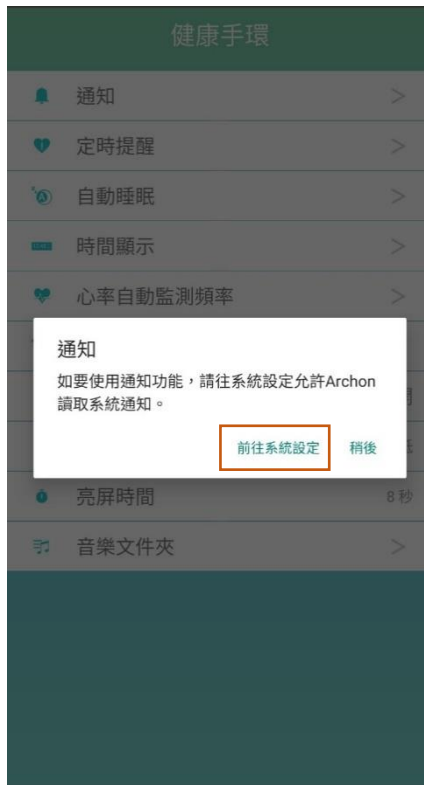 健康手環
通知
定時提醒
自動睡眠
時間顯示
心率自動監測頻率
通知
如要使用通知功能，請往系統設定允許Archon
讀取系統通知。
前往系統設定 稍後
亮屏時間 8 秒
音樂文件夾